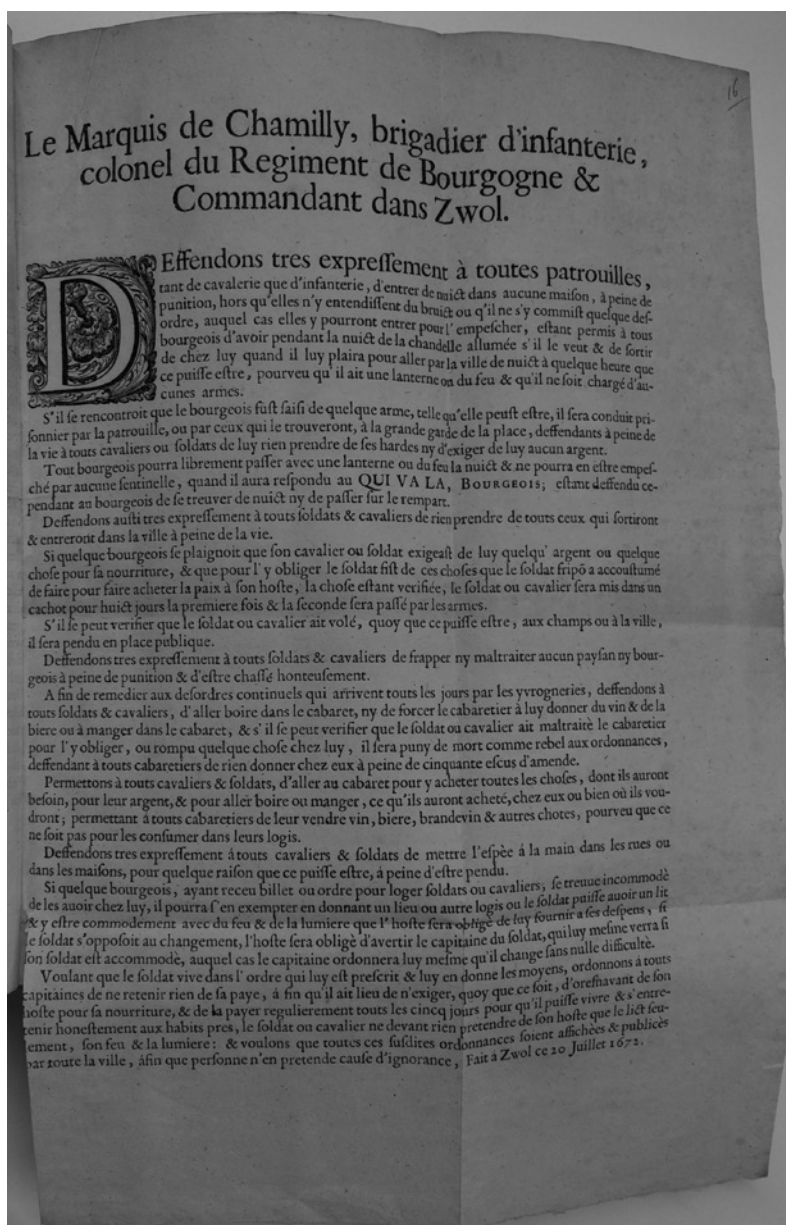 16
Le Marquis de Chamilly, brigadier d'infanterie,
colonel du Regiment de Bourgogne &
Commandant dans Zwol.
DEffendons tres expreſſement à toutes patrouilles,
tant de cavalerie que d'infanterie, d'entrer de nuict dans aucune maiſon, à peine de
punition, hors qu'elles n'y entendiſſent du bruict ou q'il ne s'y commiſt quelque deſ-
ordre, auquel cas elles y pourront entrer pour l'empeſcher, eſtant permis à tous
bourgeois d'avoir pendant la nuict de la chandelle allumée s'il le veut & de ſortir
de chez luy quand il luy plaira pour aller par la ville de nuict à quelque heure que
ce puiſſe eſtre, pourveu qu'il ait une lanterne ou du feu & qu'il ne ſoit chargé d'au-
cunes armes.
S'il ſe rencontroit que le bourgeois fuſt ſaiſi de quelque arme, telle qu'elle peuſt eſtre, il ſera conduit pri-
ſonnier par la patrouille, ou par ceux qui le trouveront, à la grande garde de la place, deffendants à peine de
la vie à touts cavaliers ou ſoldats de luy rien prendre de ſes hardes ny d'exiger de luy aucun argent.
Tout bourgeois pourra librement paſſer avec une lanterne ou du feu la nuict & ne pourra en eſtre empeſ-
ché par aucune ſentinelle, quand il aura reſpondu au QUI VA LA, BOURGEOIS; eſtant deffendu ce-
pendant au bourgeois de ſe treuver de nuict ny de paſſer ſur le rempart.
Deffendons auſti tres expreſſement à touts ſoldats & cavaliers de rien prendre de touts ceux qui ſortiront
& entreront dans la ville à peine de la vie.
Si quelque bourgeois ſe plaignoit que ſon cavalier ou ſoldat exigeaſt de luy quelqu' argent ou quelque
choſe pour ſa nourriture, & que pour l'y obliger le ſoldat fiſt de ces choſes que le ſoldat fripõ a accouſtumé
de faire pour faire acheter la paix à ſon hoſte, la choſe eſtant verifiée, le ſoldat ou cavalier ſera mis dans un
cachot pour huict jours la premiere fois & la ſeconde ſera paſſé par les armes.
S'il ſe peut verifier que le ſoldat ou cavalier ait volé, quoy que ce puiſſe eſtre, aux champs ou à la ville,
il ſera pendu en place publique.
Deffendons tres expreſſement à touts ſoldats & cavaliers de frapper ny maltraiter aucun payſan ny bour-
geois à peine de punition & d'eſtre chaſſé honteuſement.
A fin de remedier aux deſordres continuels qui arrivent touts les jours par les yvrogneries, deffendons à
touts ſoldats & cavaliers, d'aller boire dans le cabaret, ny de forcer le cabaretier à luy donner du vin & de la
biere ou à manger dans le cabaret, & s'il ſe peut verifier que le ſoldat ou cavalier ait maltraitè le cabaretier
pour l'y obliger, ou rompu quelque choſe chez luy, il ſera puny de mort comme rebel aux ordonnances,
deffendant à touts cabaretiers de rien donner chez eux à peine de cinquante eſcus d'amende.
Permettons à touts cavaliers & ſoldats, d'aller au cabaret pour y acheter toutes les choſes, dont ils auront
beſoin, pour leur argent, & pour aller boire ou manger, ce qu'ils auront acheté, chez eux ou bien où ils vou-
dront; permettant à touts cabaretiers de leur vendre vin, biere, brandevin & autres chotes, pourveu que ce
ne ſoit pas pour les conſumer dans leurs logis.
Deffendons tres expreſſement á touts cavaliers & ſoldats de mettre l'eſpèe á la main dans les rues ou
dans les maiſons, pour quelque raiſon que ce puiſſe eſtre, à peine d'eſtre pendu.
Si quelque bourgeois, ayant receu billet ou ordre pour loger ſoldats ou cavaliers, ſe treuue incommodè
de les auoir chez luy, il pourra ſ'en exempter en donnant un lieu ou autre logis ou le ſoldat puiſſe auoir un lit
& y eſtre commodement avec du feu & de la lumiere que l'hoſte ſera obligè de luy fournir a ſes deſpens, ſi
le ſoldat s'oppoſoit au changement, l'hoſte ſera obligè d'avertir le capitaine du ſoldat, qui luy meſme verra ſi
ſon ſoldat eſt accommodè, auquel cas le capitaine ordonnera luy meſme qu'il change ſans nulle difficultè.
Voulant que le ſoldat vive dans l'ordre qui luy eſt preſcrit & luy en donne les moyens, ordonnons à touts
capitaines de ne retenir rien de ſa paye, á fin qu'il ait lieu de n'exiger, quoy que ce ſoit, d'oreſnavant de ſon
hoſte pour ſa nourriture, & de la payer regulierement touts les cincq jours pour qu'il puiſſe vivre & s'entre-
tenir honeſtement aux habits pres, le ſoldat ou cavalier ne devant rien pretendre de ſon hoſte que le lict ſeu-
lement, ſon feu & la lumiere: & voulons que toutes ces ſuſdites ordonnances ſoient affichées & publicès
par toute la ville, áfin que perſonne n'en pretende cauſe d'ignorance, Fait à Zwol ce 20 Juillet 1672.